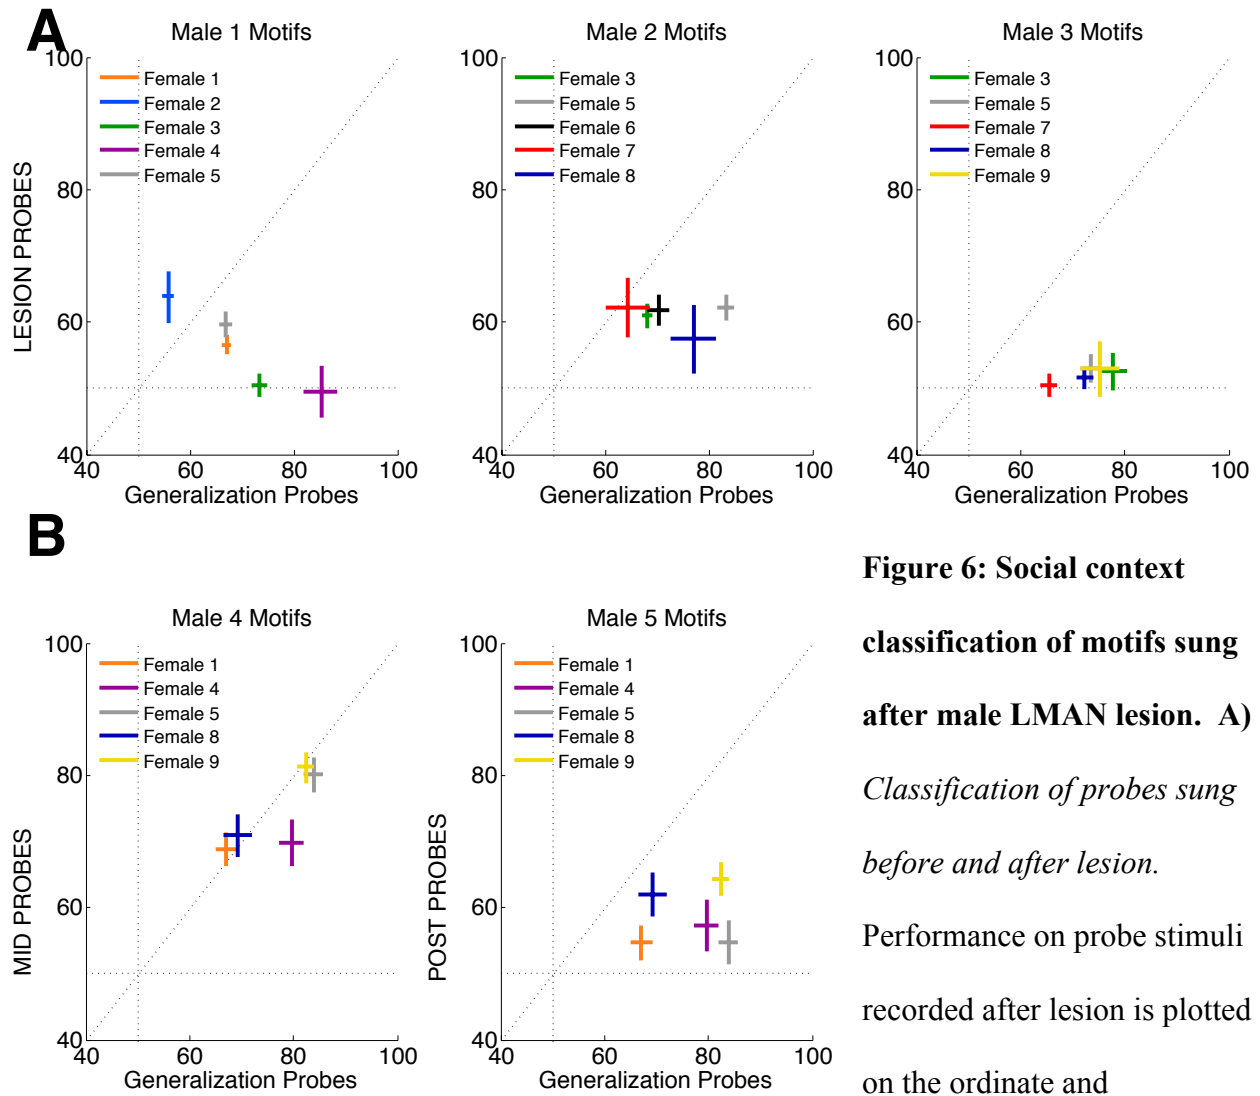 A
Male 1 Motifs
Male 2 Motifs
Male 3 Motifs
100
80
60
40
LESION PROBES
Female 1
Female 2
Female 3
Female 4
Female 5
40 60 80 100
Generalization Probes
100
80
60
40
Female 3
Female 5
Female 6
Female 7
Female 8
40 60 80 100
Generalization Probes
100
80
60
40
Female 3
Female 5
Female 7
Female 8
Female 9
40 60 80 100
Generalization Probes
B
Male 4 Motifs
Male 5 Motifs
100
80
60
40
MID PROBES
Female 1
Female 4
Female 5
Female 8
Female 9
40 60 80 100
Generalization Probes
100
80
60
40
POST PROBES
Female 1
Female 4
Female 5
Female 8
Female 9
40 60 80 100
Generalization Probes
Figure 6: Social context
classification of motifs sung
after male LMAN lesion. A)
Classification of probes sung
before and after lesion.
Performance on probe stimuli
recorded after lesion is plotted
on the ordinate and